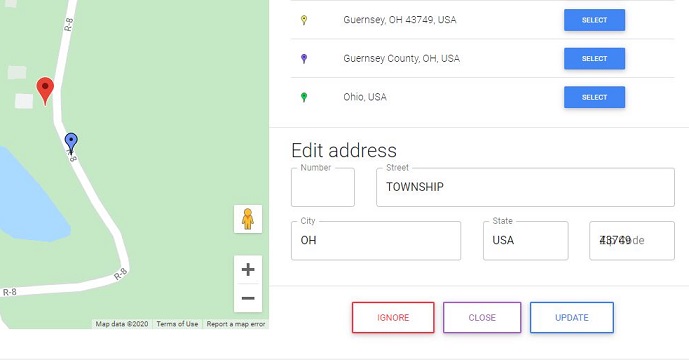 R-8
R-8
R-8
R-8
Map data ©2020
Terms of Use
Report a map error
Guernsey, OH 43749, USA
SELECT
Guernsey County, OH, USA
SELECT
Ohio, USA
SELECT
Edit address
Number
Street
TOWNSHIP
City
OH
State
USA
43749
Zip Code
IGNORE
CLOSE
UPDATE